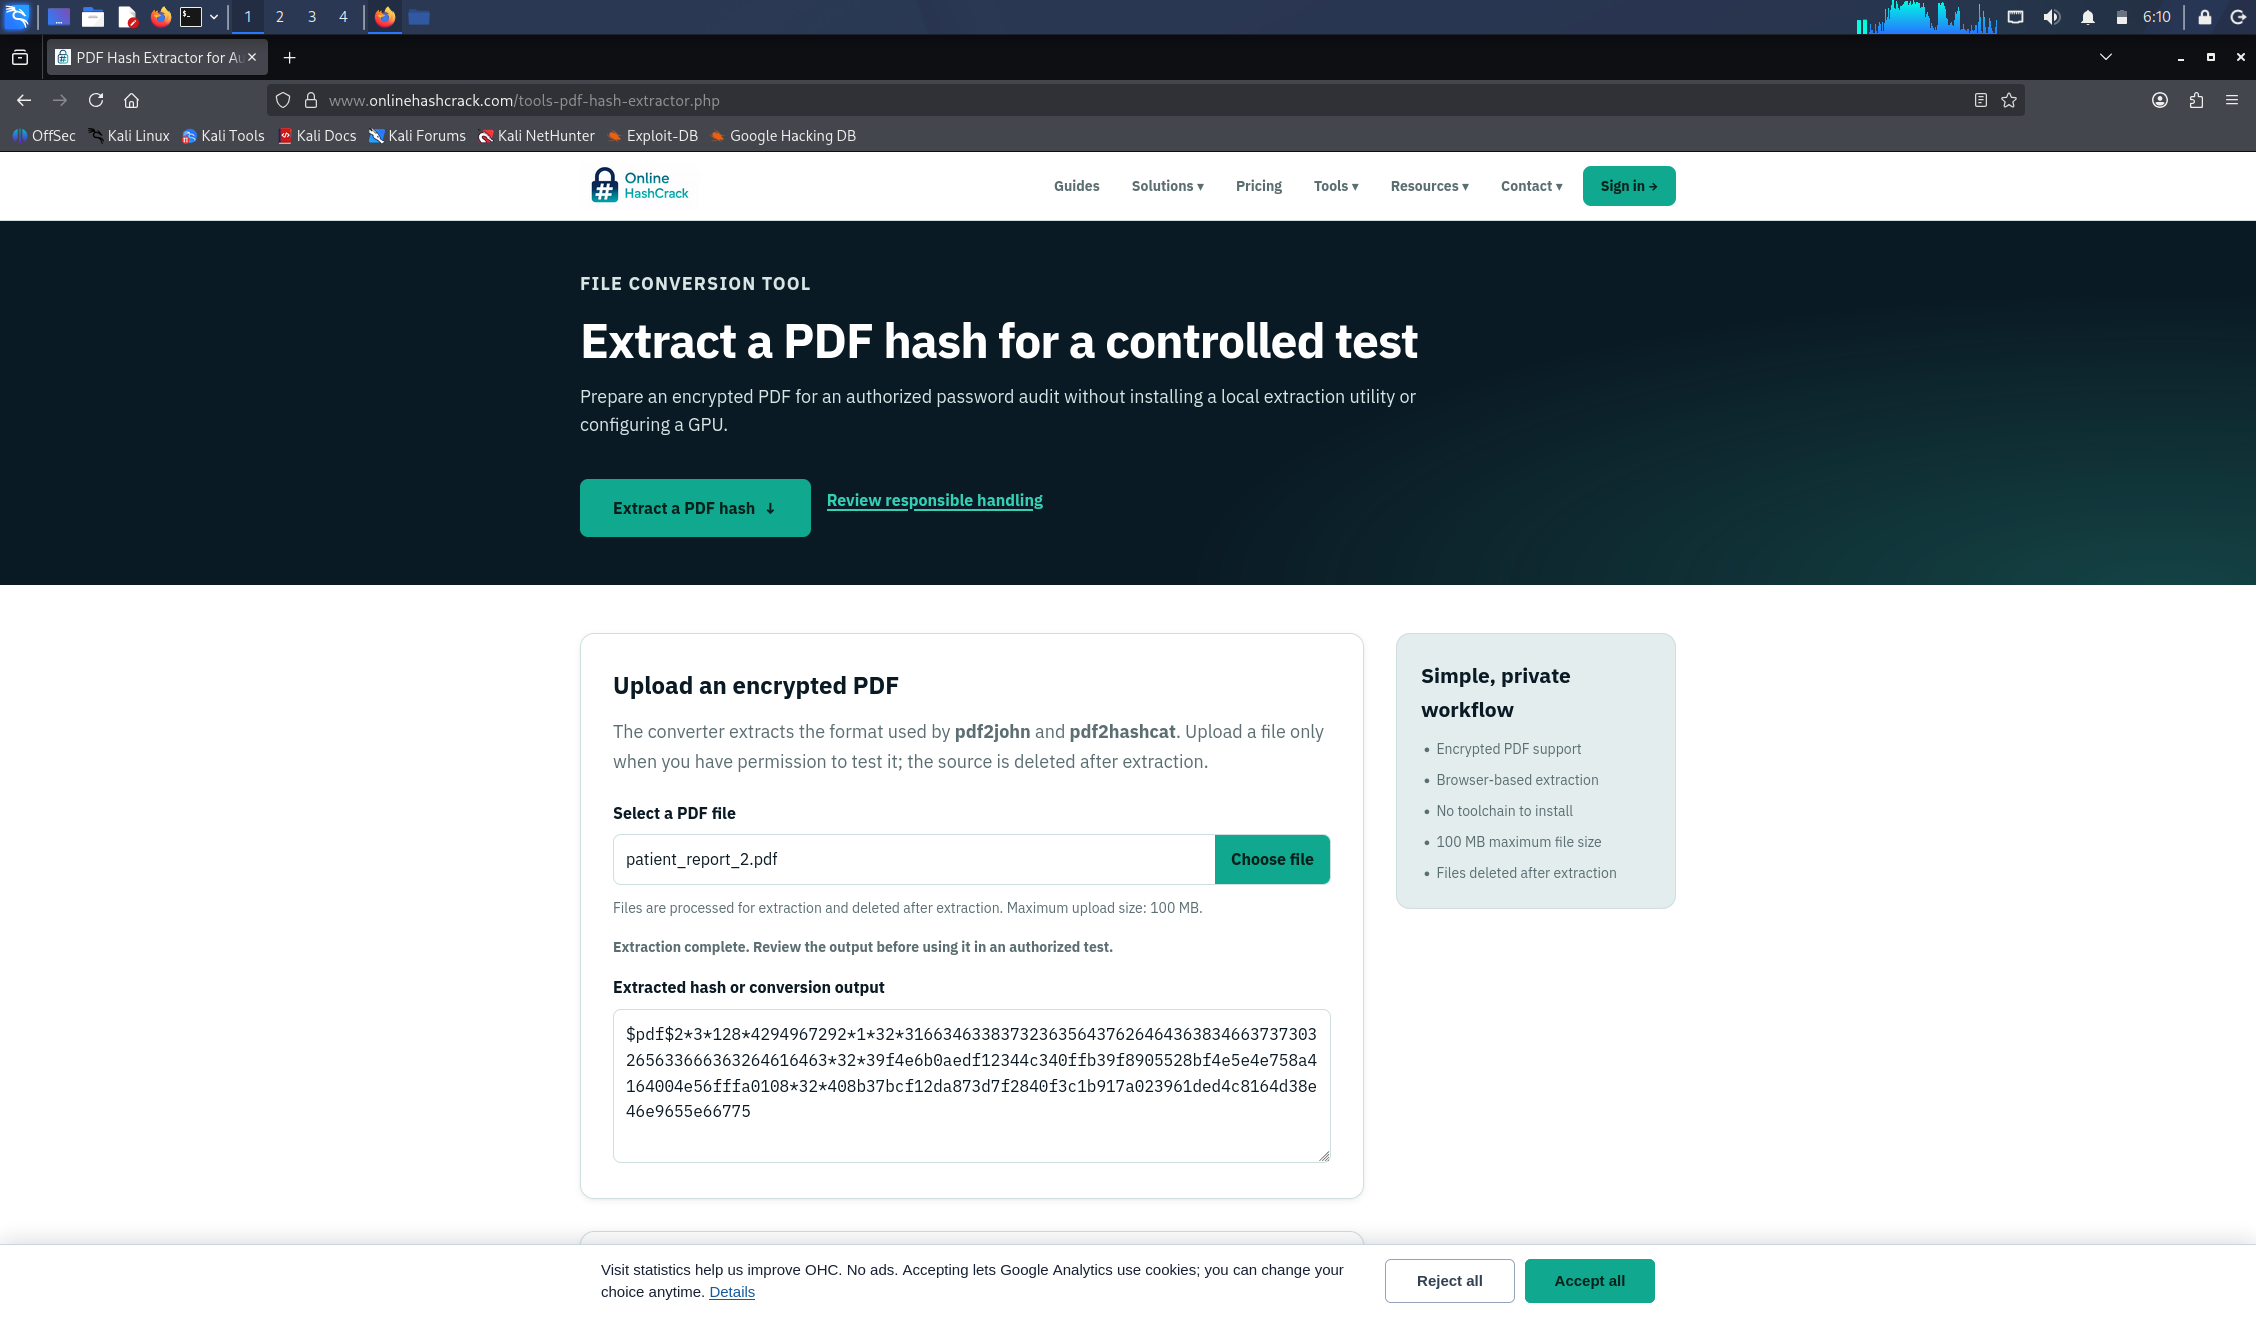 1 2 3 4 6:10
PDF Hash Extractor for Au
www.onlinehashcrack.com/tools-pdf-hash-extractor.php
OffSec Kali Linux Kali Tools Kali Docs Kali Forums Kali NetHunter Exploit-DB Google Hacking DB
Online
HashCrack
Guides Solutions ▾ Pricing Tools ▾ Resources ▾ Contact ▾ Sign in →
FILE CONVERSION TOOL
Extract a PDF hash for a controlled test
Prepare an encrypted PDF for an authorized password audit without installing a local extraction utility or
configuring a GPU.
Extract a PDF hash ↓ Review responsible handling
Upload an encrypted PDF
The converter extracts the format used by pdf2john and pdf2hashcat. Upload a file only
when you have permission to test it; the source is deleted after extraction.
Select a PDF file
patient_report_2.pdf Choose file
Files are processed for extraction and deleted after extraction. Maximum upload size: 100 MB.
Extraction complete. Review the output before using it in an authorized test.
Extracted hash or conversion output
$pdf$2*3*128*4294967292*1*32*3166346338373236356437626464363834663737303
26563366636326461 6463*32*39f4e6b0aedf12344c340ffb39f8905528bf4e5e4e758a4
164004e56fffa0108*32*408b37bcf12da873d7f2840f3c1b917a023961ded4c8164d38e
46e9655e66775
Simple, private
workflow
• Encrypted PDF support
• Browser-based extraction
• No toolchain to install
• 100 MB maximum file size
• Files deleted after extraction
Visit statistics help us improve OHC. No ads. Accepting lets Google Analytics use cookies; you can change your
choice anytime. Details
Reject all Accept all